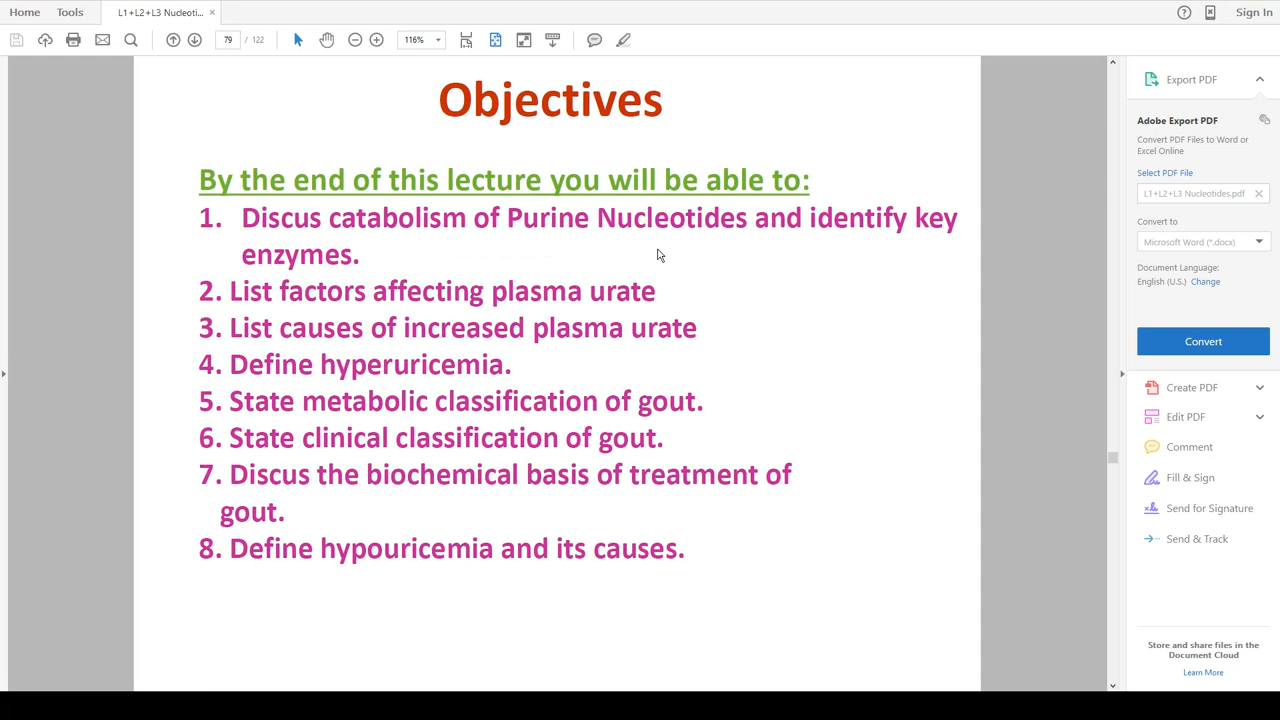 Home Tools L1+L2+L3 Nucleoti... × Sign In
79 / 122 116%
Objectives
By the end of this lecture you will be able to:
1. Discus catabolism of Purine Nucleotides and identify key
enzymes.
2. List factors affecting plasma urate
3. List causes of increased plasma urate
4. Define hyperuricemia.
5. State metabolic classification of gout.
6. State clinical classification of gout.
7. Discus the biochemical basis of treatment of
gout.
8. Define hypouricemia and its causes.
Export PDF
Adobe Export PDF
Convert PDF Files to Word or
Excel Online
Select PDF File
L1+L2+L3 Nucleotides.pdf ×
Convert to
Microsoft Word (*.docx)
Document Language:
English (U.S.) Change
Convert
Create PDF
Edit PDF
Comment
Fill & Sign
Send for Signature
Send & Track
Store and share files in the
Document Cloud
Learn More